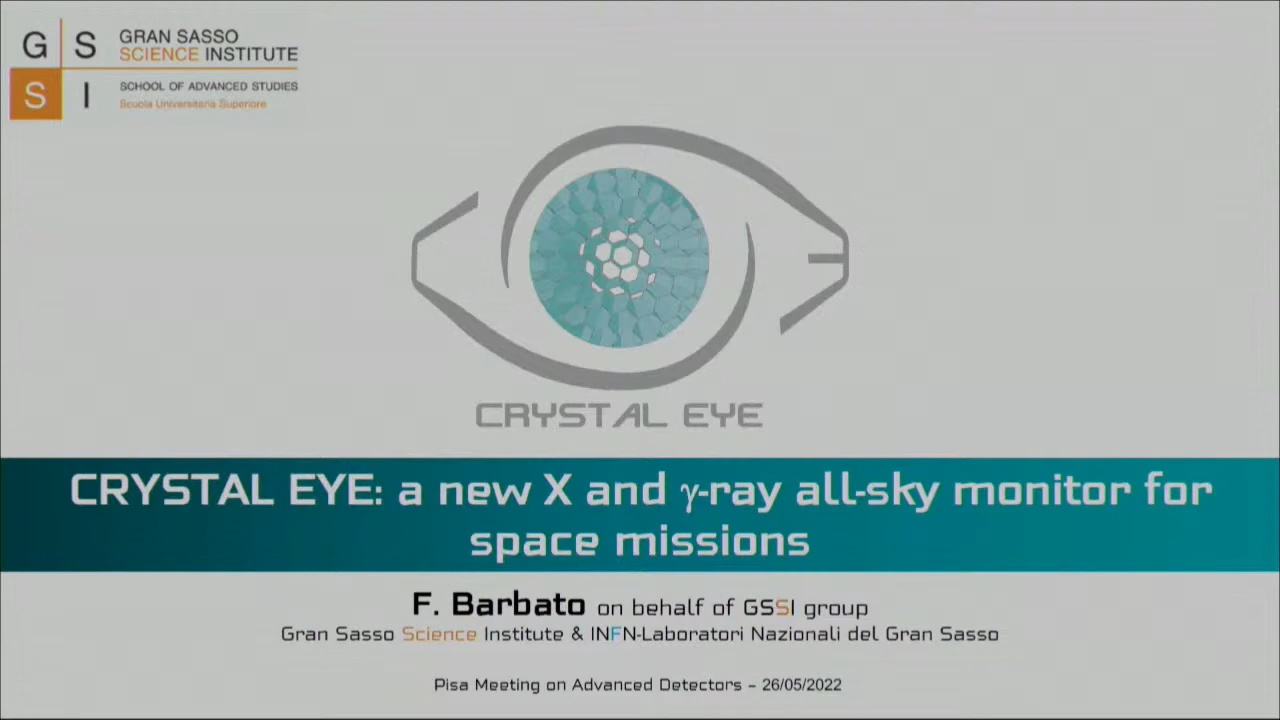 G S
S I
GRAN SASSO
SCIENCE INSTITUTE
SCHOOL OF ADVANCED STUDIES
Scuola Universitaria Superiore
CRYSTAL EYE
CRYSTAL EYE: a new X and γ-ray all-sky monitor for
space missions
F. Barbato on behalf of GSSI group
Gran Sasso Science Institute & INFN-Laboratori Nazionali del Gran Sasso
Pisa Meeting on Advanced Detectors – 26/05/2022